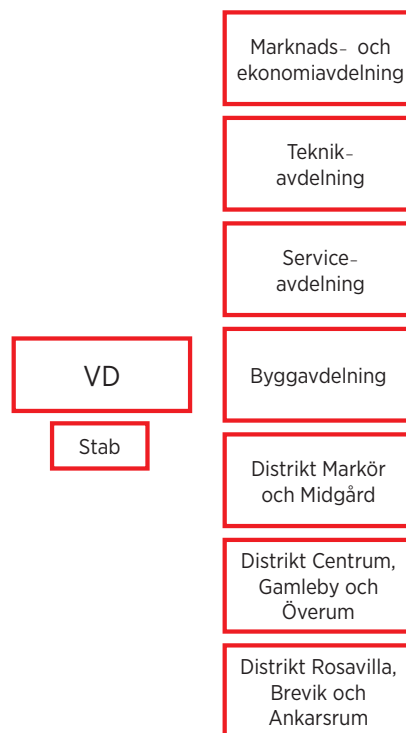 Marknads- och
ekonomiavdelning
Teknik-
avdelning
Service-
avdelning
VD
Stab
Byggavdelning
Distrikt Markör
och Midgård
Distrikt Centrum,
Gamleby och
Överum
Distrikt Rosavilla,
Brevik och
Ankarsrum